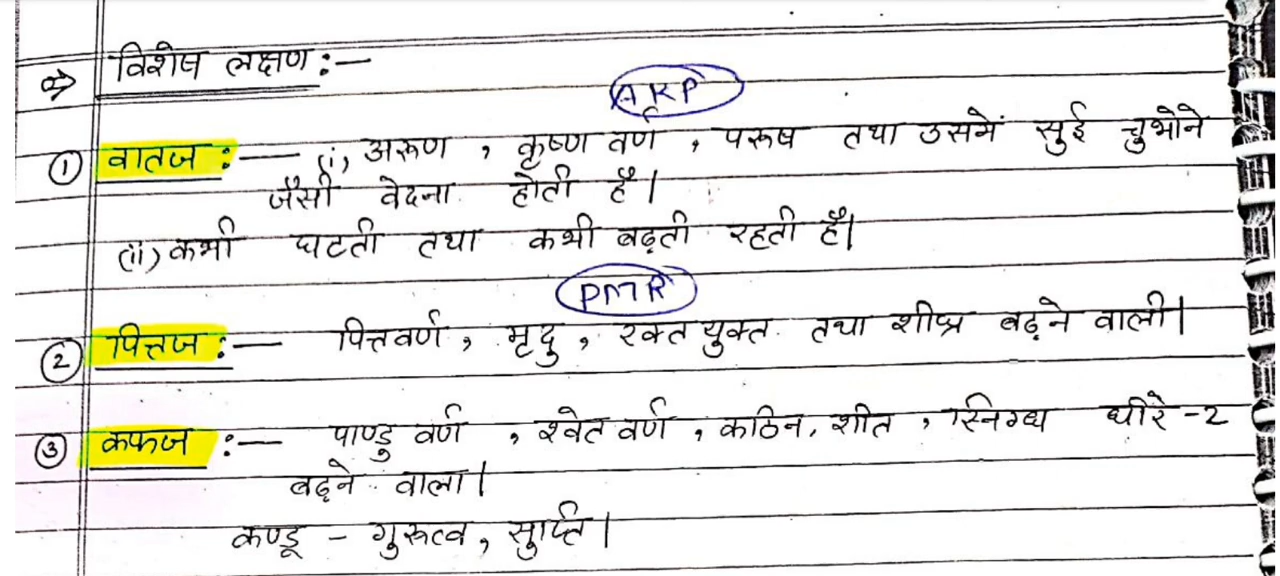 ⇒ विशेष लक्षण :—
ARP
① वातज :— (i) अरूण , कृष्ण वर्ण , परूष तथा उसमें सुई चुभोने
जैसी वेदना होती है।
(ii) कभी घटती तथा कभी बढ़ती रहती है।
PMR
② पित्तज :— पित्तवर्ण , मृदु , रक्त युक्त तथा शीघ्र बढ़ने वाली।
③ कफज :— पाण्डु वर्ण , श्वेत वर्ण , कठिन, शीत , स्निग्ध धीरे -2
बढ़ने वाला।
कण्डू – गुरूत्व, सुप्ति।